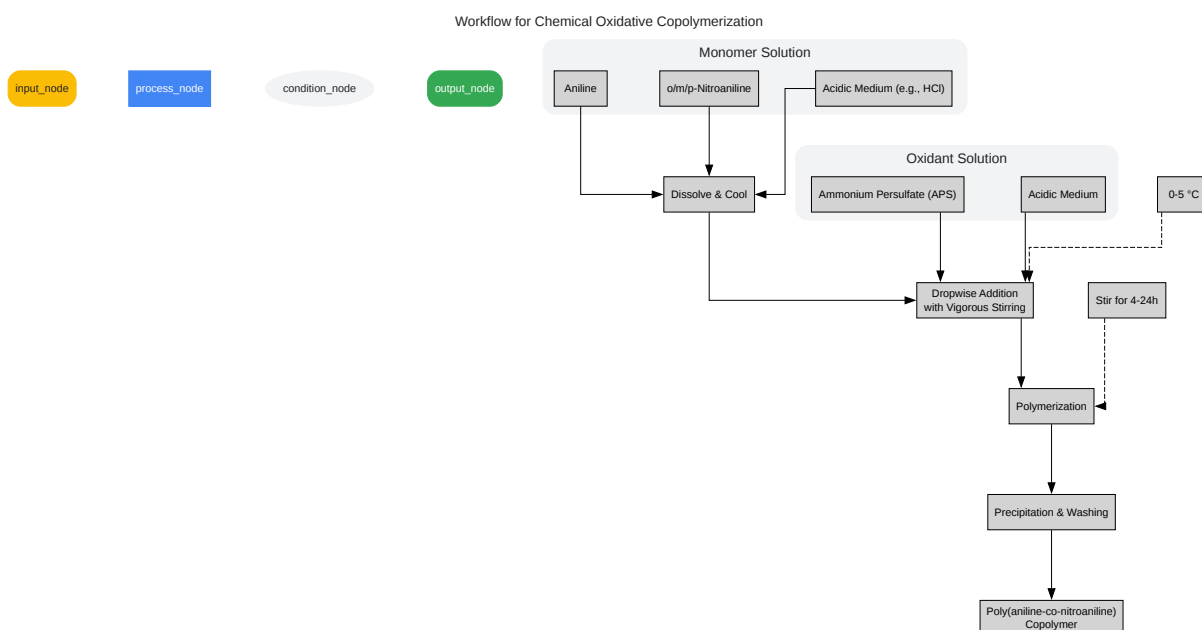 Workflow for Chemical Oxidative Copolymerization
Monomer Solution
input_node
process_node
condition_node
output_node
Aniline
o/m/p-Nitroaniline
Acidic Medium (e.g., HCl)
Oxidant Solution
Dissolve & Cool
Ammonium Persulfate (APS)
Acidic Medium
0-5 °C
Dropwise Addition
with Vigorous Stirring
Stir for 4-24h
Polymerization
Precipitation & Washing
Poly(aniline-co-nitroaniline)
Copolymer